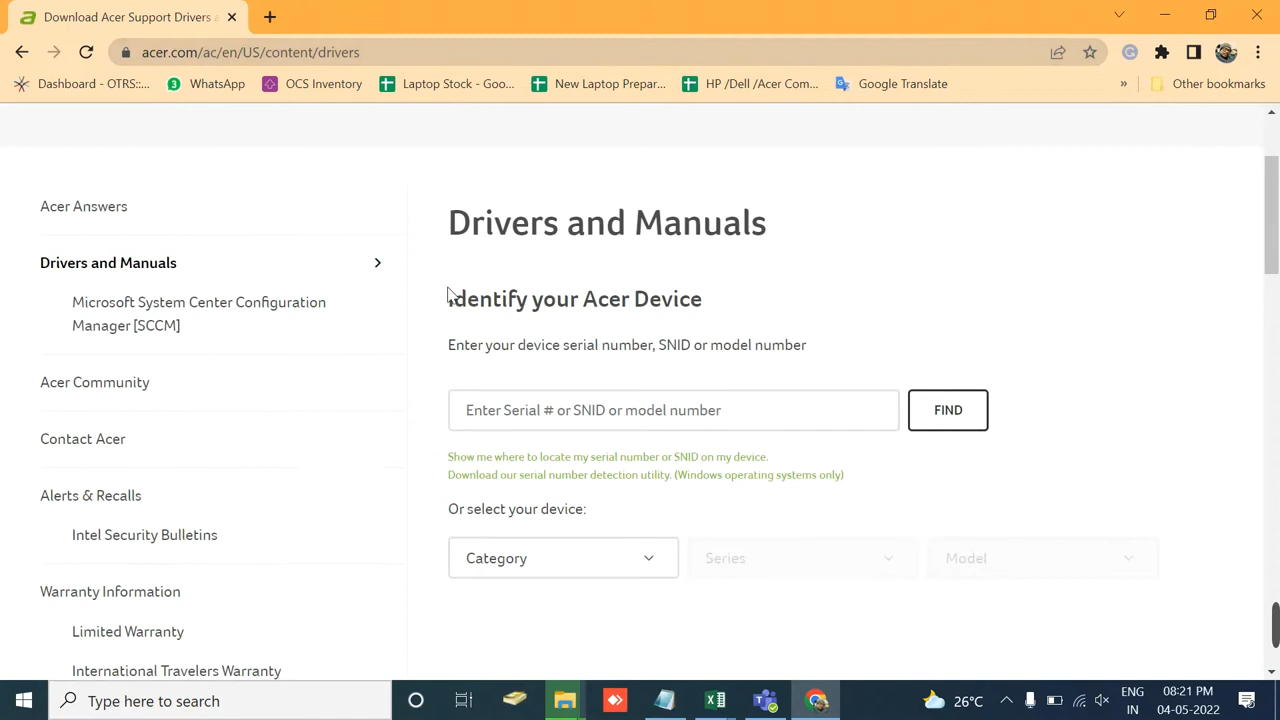 Download Acer Support Drivers a
acer.com/ac/en/US/content/drivers
Dashboard - OTRS::...
3
WhatsApp
OCS Inventory
Laptop Stock - Goo...
New Laptop Prepar...
HP /Dell /Acer Com...
Google Translate
»
Other bookmarks
Acer Answers
Drivers and Manuals
Microsoft System Center Configuration
Manager [SCCM]
Acer Community
Contact Acer
Alerts & Recalls
Intel Security Bulletins
Warranty Information
Limited Warranty
International Travelers Warranty
Drivers and Manuals
Identify your Acer Device
Enter your device serial number, SNID or model number
Enter Serial # or SNID or model number
FIND
Show me where to locate my serial number or SNID on my device.
Download our serial number detection utility. (Windows operating systems only)
Or select your device:
Category
Series
Model
Type here to search
26°C
ENG
IN
08:21 PM
04-05-2022